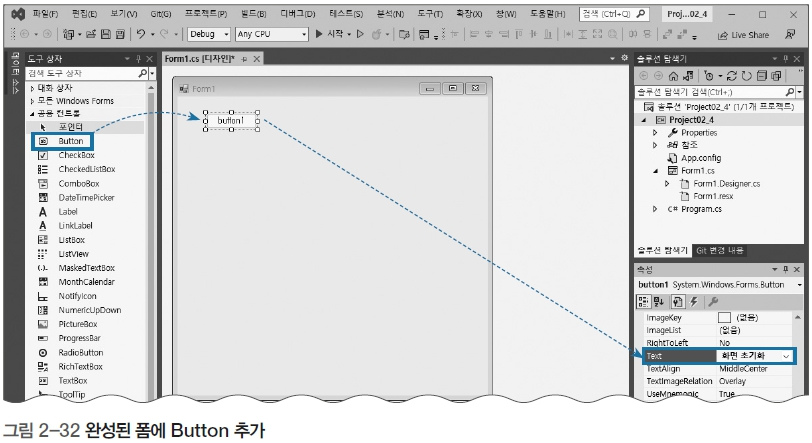 파일(F) 편집(E) 보기(V) Git(G) 프로젝트(P) 빌드(B) 디버그(D) 테스트(S) 분석(N) 도구(T) 확장(X) 창(W) 도움말(H) 검색 (Ctrl+Q) Proj...02_4
Debug Any CPU 시작 Live Share
데이터 소스
도구 상자
검색 도구 상자
대화 상자
모든 Windows Forms
공용 컨트롤
포인터
Button
CheckBox
CheckedListBox
ComboBox
DateTimePicker
Label
LinkLabel
ListBox
ListView
MaskedTextBox
MonthCalendar
NotifyIcon
NumericUpDown
PictureBox
ProgressBar
RadioButton
RichTextBox
TextBox
ToolTip
Form1.cs [디자인]*
Form1
button1
솔루션 탐색기
솔루션 탐색기 검색(Ctrl+;)
솔루션 'Project02_4' (1/1개 프로젝트)
Project02_4
Properties
참조
App.config
Form1.cs
Form1.Designer.cs
Form1.resx
C# Program.cs
솔루션 탐색기 Git 변경 내용
속성
button1 System.Windows.Forms.Button
ImageKey (없음)
ImageList (없음)
RightToLeft No
Text 화면 초기화
TextAlign MiddleCenter
TextImageRelation Overlay
UseMnemonic True
그림 2-32 완성된 폼에 Button 추가